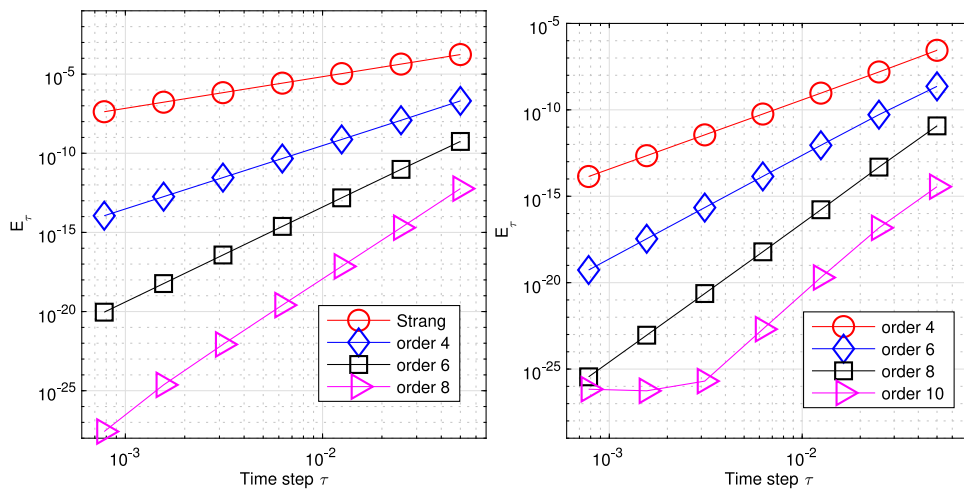 10^-5
10^-10
10^-15
10^-20
10^-25
E_τ
10^-3
10^-2
Time step τ
Strang
order 4
order 6
order 8
10^-5
10^-10
10^-15
10^-20
10^-25
E_τ
10^-3
10^-2
Time step τ
order 4
order 6
order 8
order 10